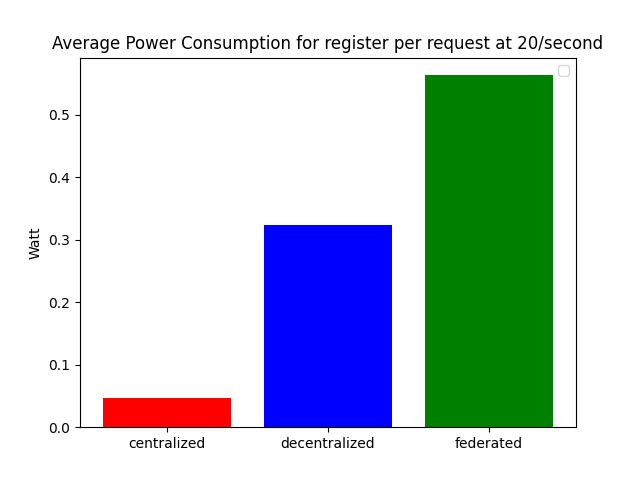 Average Power Consumption for register per request at 20/second
Watt
0.5
0.4
0.3
0.2
0.1
0.0
centralized decentralized federated